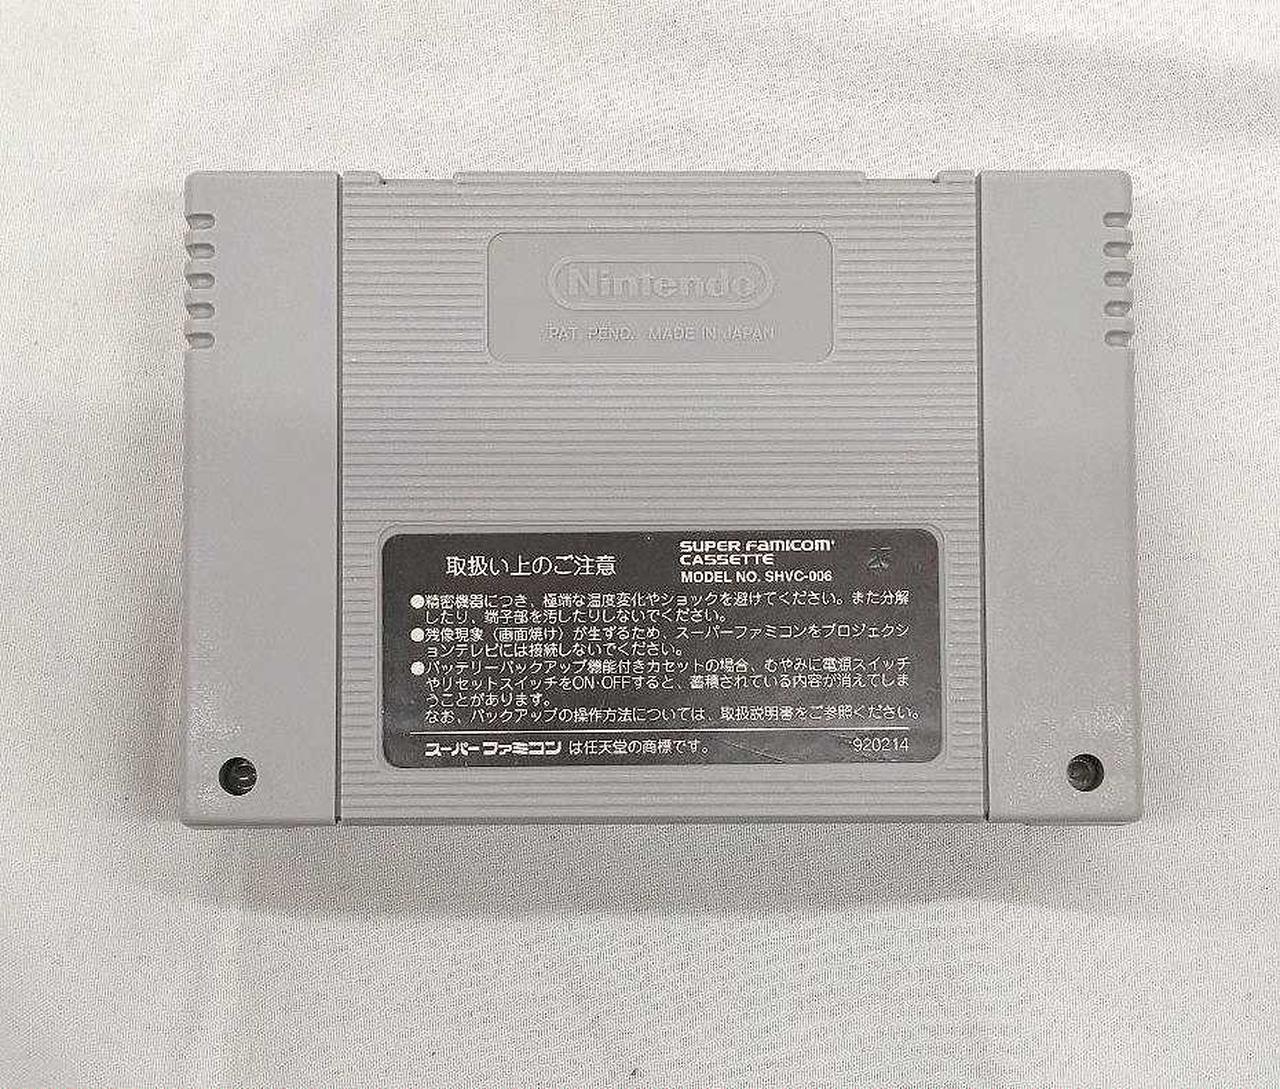 Nintendo
PAT. PEND. MADE IN JAPAN
取扱い上のご注意
SUPER FAMICOM
CASSETTE
MODEL NO. SHVC-006
●精密機器につき、極端な温度変化やショックを避けてください。また分解
したり、端子部を汚したりしないでください。
●残像現象（画面焼け）が生ずるため、スーパーファミコンをプロジェクシ
ョンテレビには接続しないでください。
●バッテリーバックアップ機能付きカセットの場合、むやみに電源スイッチ
やリセットスイッチをON・OFFすると、蓄積されている内容が消えてしま
うことがあります。
なお、バックアップの操作方法については、取扱説明書をご参照ください。
スーパーファミコン は任天堂の商標です。
920214